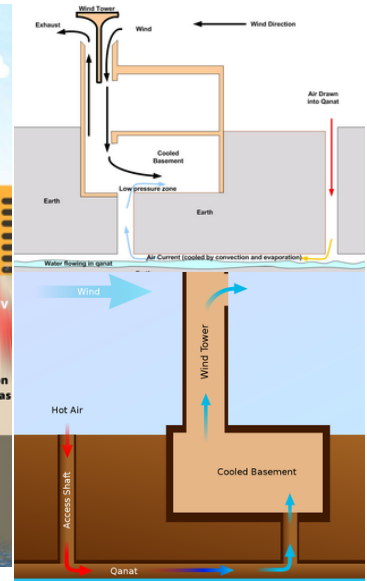 Wind Tower
Exhaust
Wind
Wind Direction
Air Drawn
into Qanat
Cooled
Basement
Low pressure zone
Earth
Earth
Air Current (cooled by convection and evaporation)
Water flowing in qanat
Wind
Wind Tower
Hot Air
Cooled Basement
Access Shaft
Qanat